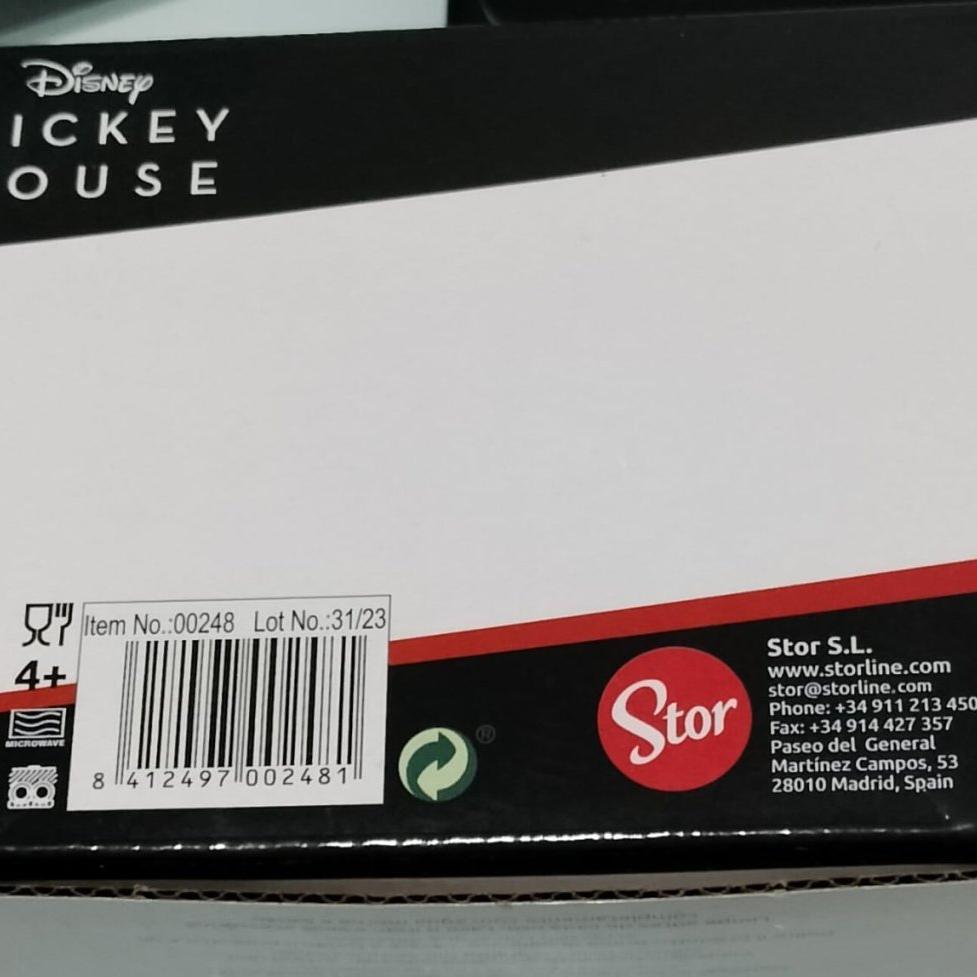 Disney
ICKEY
OUSE
Item No.:00248 Lot No.:31/23
4+
MICROWAVE
8 412497 002481
®
Stor
Stor S.L.
www.storline.com
stor@storline.com
Phone: +34 911 213 450
Fax: +34 914 427 357
Paseo del General
Martínez Campos, 53
28010 Madrid, Spain